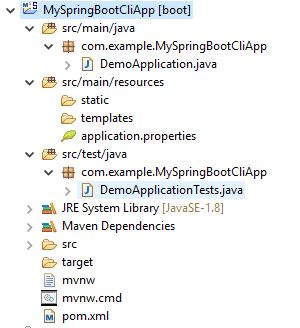 MySpringBootCliApp [boot]
src/main/java
com.example.MySpringBootCliApp
DemoApplication.java
src/main/resources
static
templates
application.properties
src/test/java
com.example.MySpringBootCliApp
DemoApplicationTests.java
JRE System Library [JavaSE-1.8]
Maven Dependencies
src
target
mvnw
mvnw.cmd
pom.xml